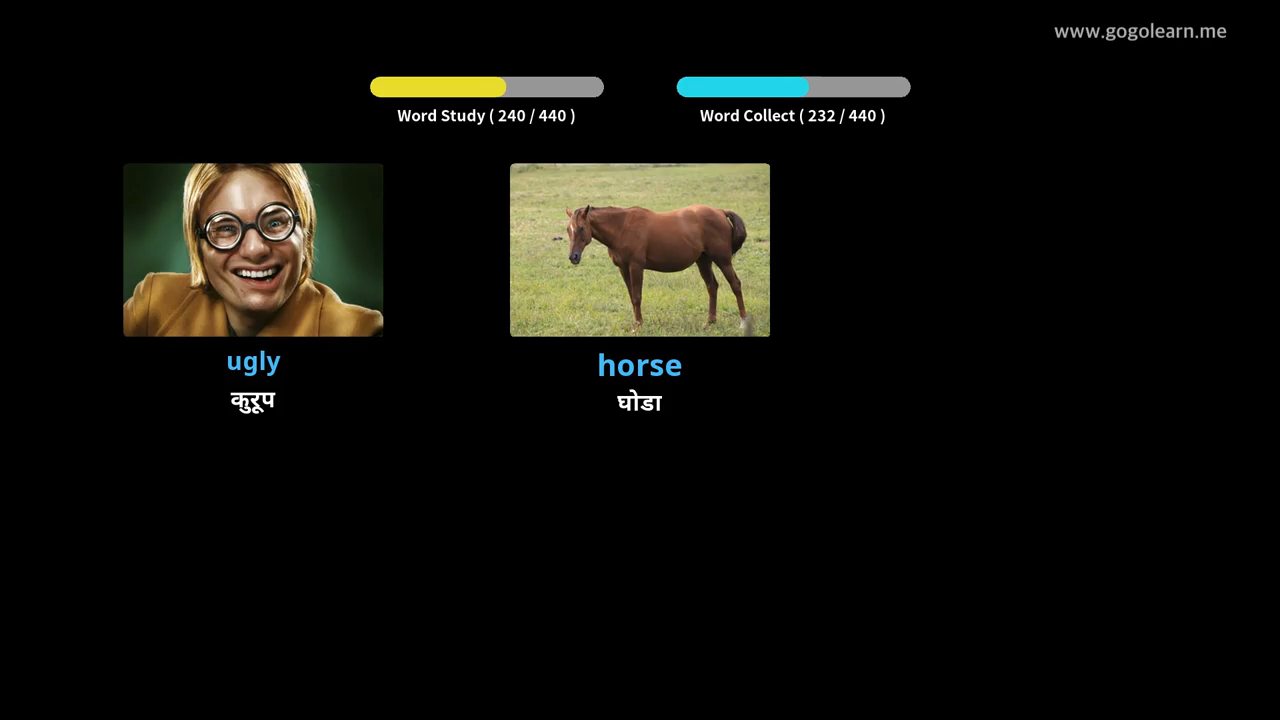 www.gogolearn.me
Word Study ( 240 / 440 )
Word Collect ( 232 / 440 )
ugly
horse
कुरूप
घोडा